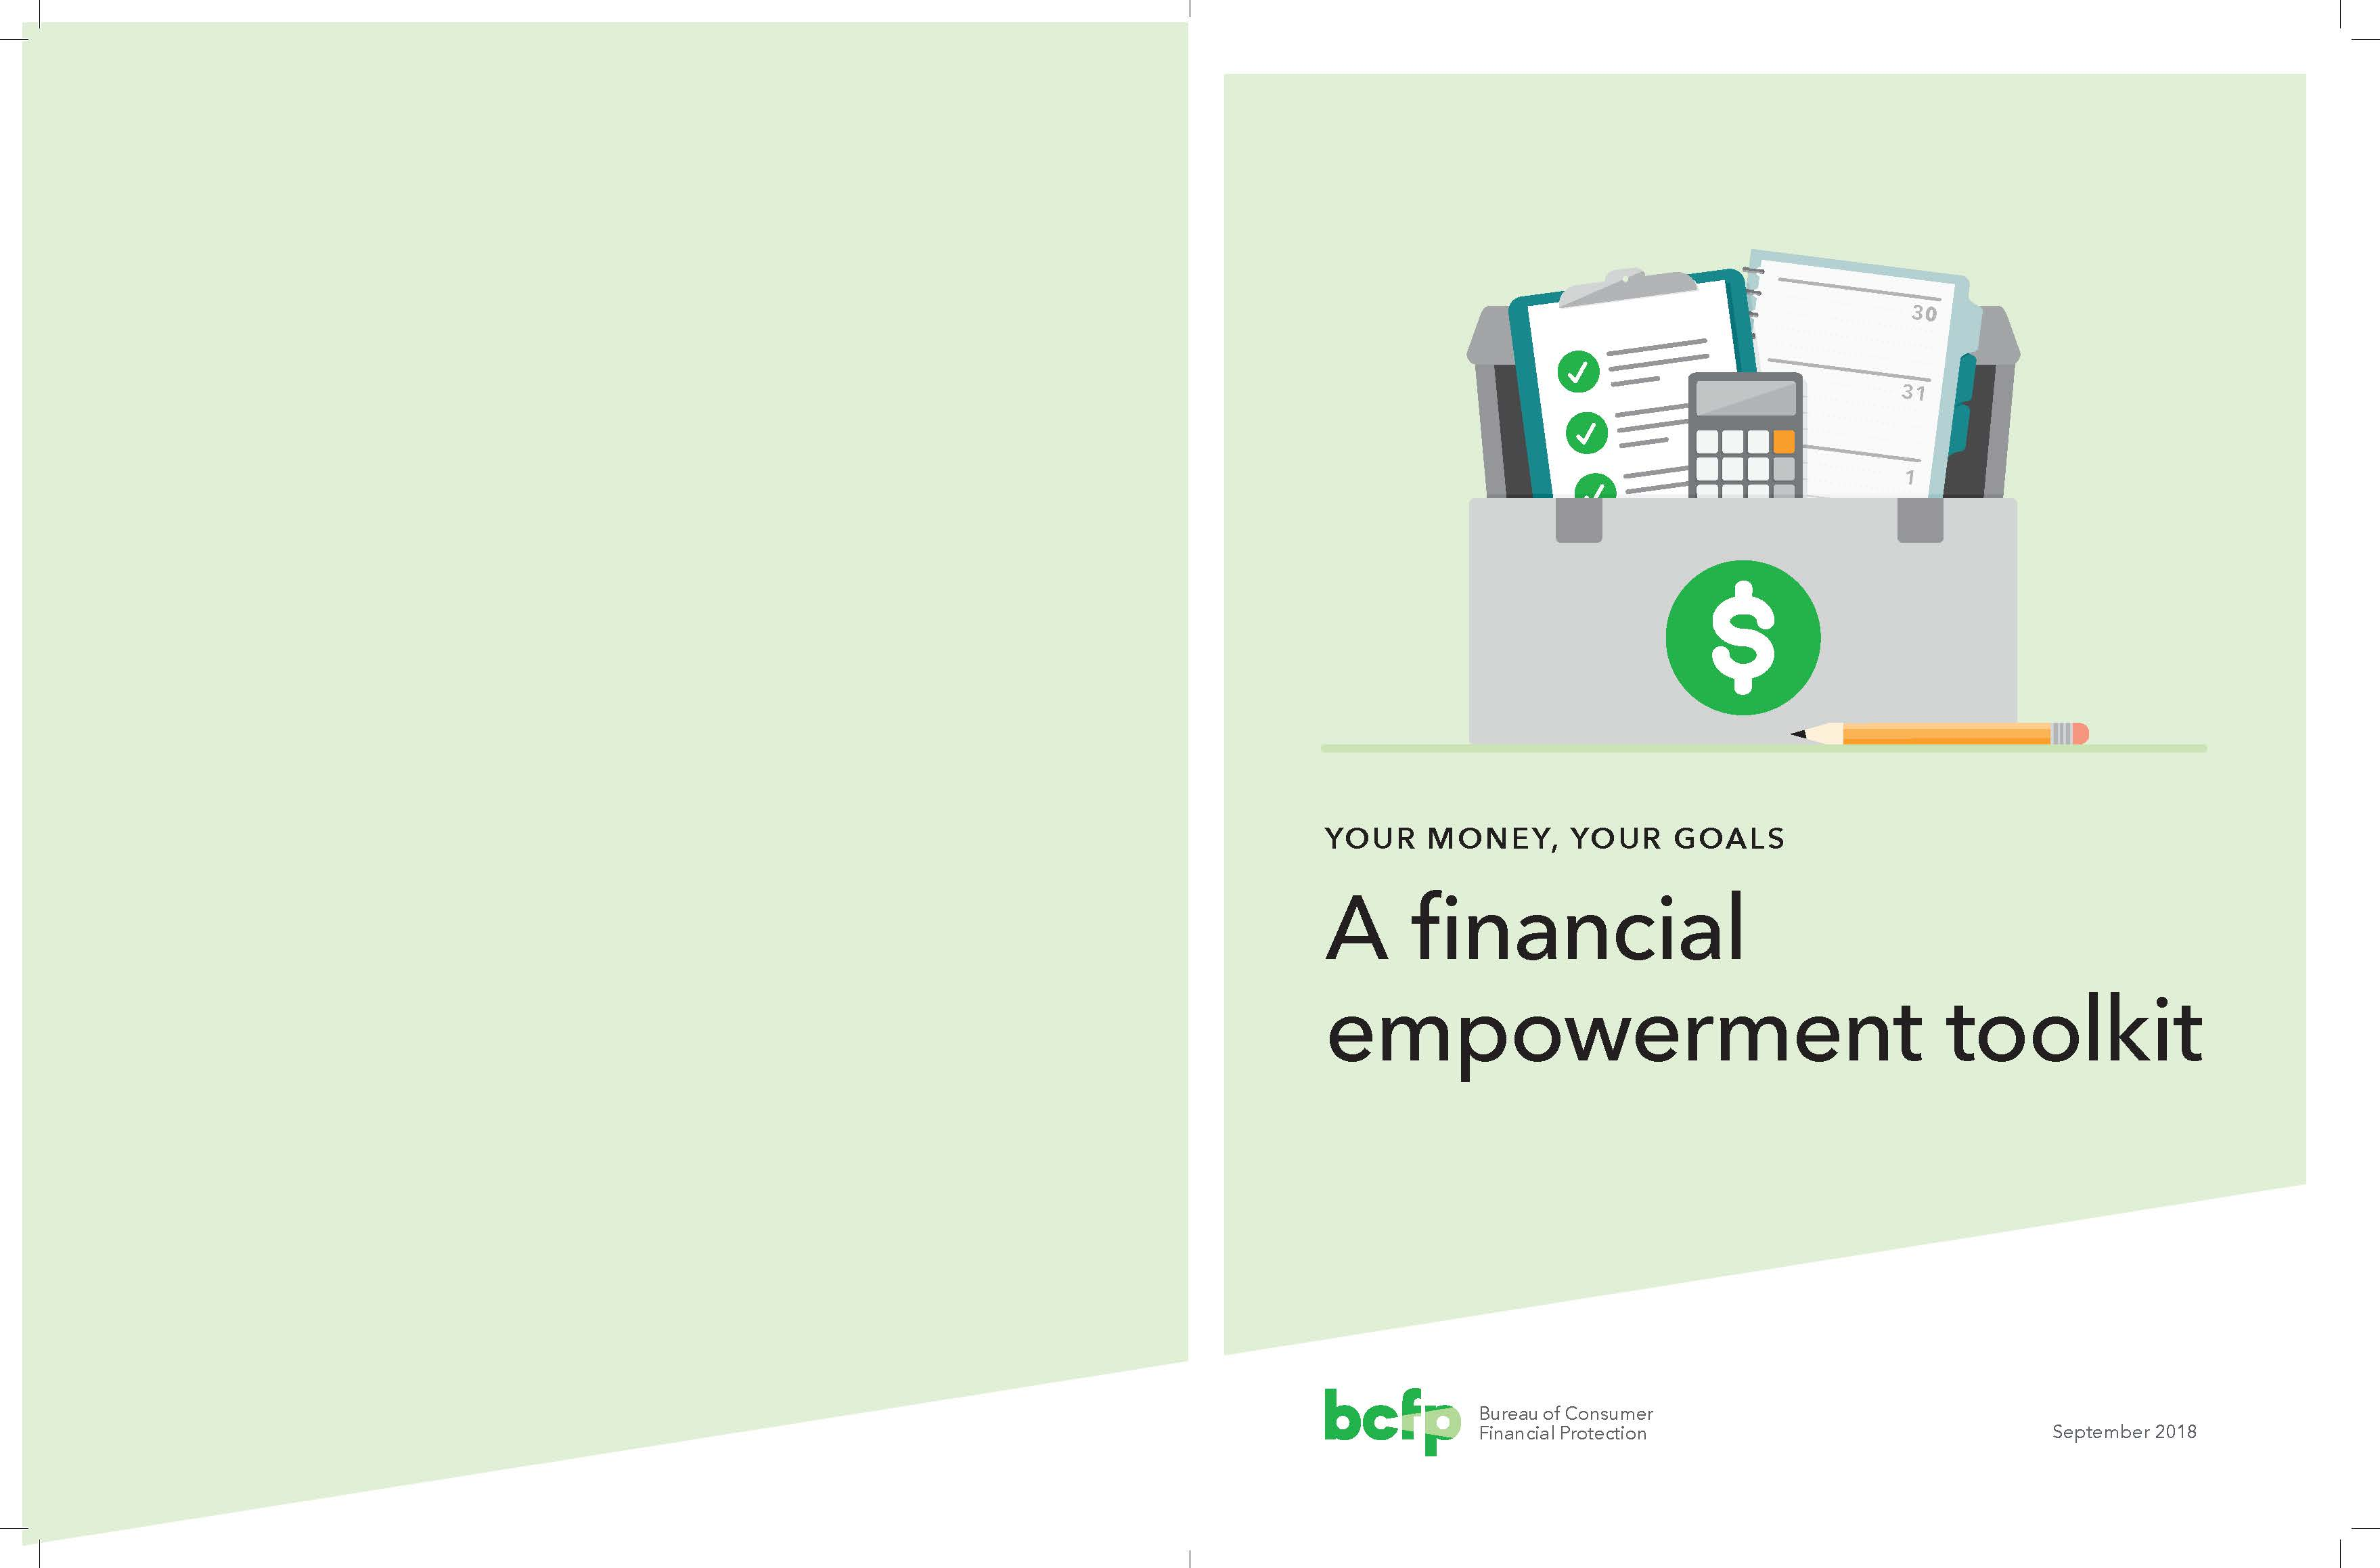 30
31
1
$
YOUR MONEY, YOUR GOALS
A financial
empowerment toolkit
bcfp
Bureau of Consumer
Financial Protection
September 2018